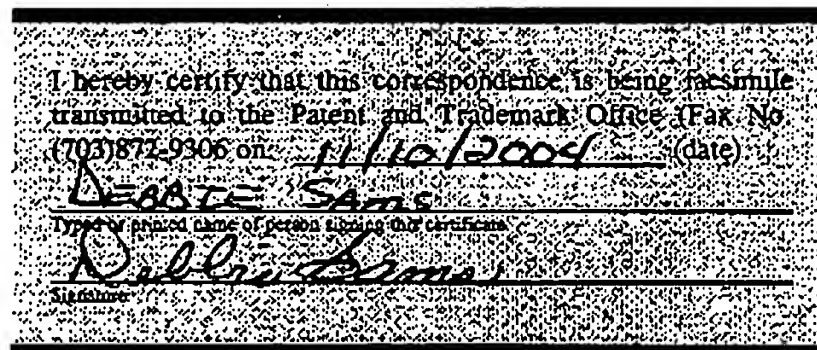 I hereby certify that this correspondence is being facsimile
transmitted to the Patent and Trademark Office (Fax No.
(703)872-9306 on 11/10/2004 (date)
DEBBIE SAMS
Typed or printed name of person signing this certificate
Debbie Sams
Signature